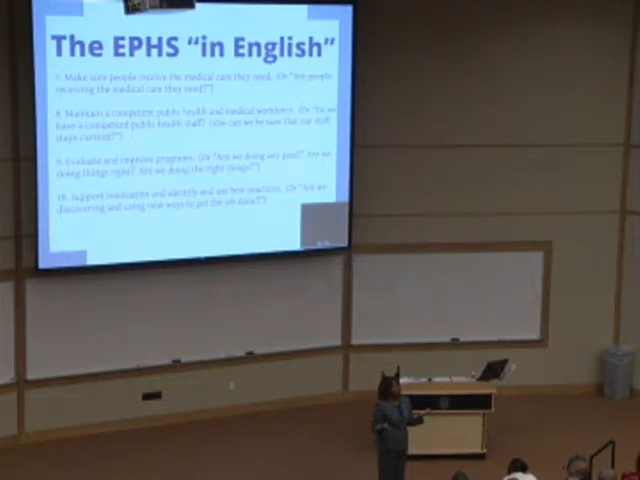 The EPHS “in English”
7. Make sure people receive the medical care they need. (Or “Are people
receiving the medical care they need?”)
8. Maintain a competent public health and medical workforce. (Or “Do we
have a competent public health staff? How can we be sure that our staff
stays current?”)
9. Evaluate and improve programs. (Or “Are we doing any good? Are we
doing things right? Are we doing the right things?”)
10. Support innovation and identify and use best practices. (Or “Are we
discovering and using new ways to get the job done?”)